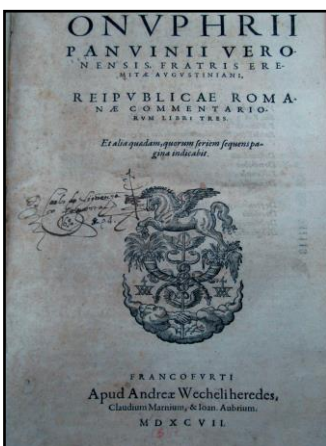 ONVPHRII
PANVINII VERO-
NENSIS, FRATRIS ERE-
MITÆ AVGVSTINIANI,
REIPVBLICAE ROMA-
NÆ COMMENTARIO-
RVM LIBRI TRES.
Et alia quædam, quorum seriem sequens pa-
gina indicabit.
FRANCOFVRTI
Apud Andreæ Wecheli heredes,
Claudium Marnium, & Ioan. Aubrium.
MDXCVII.